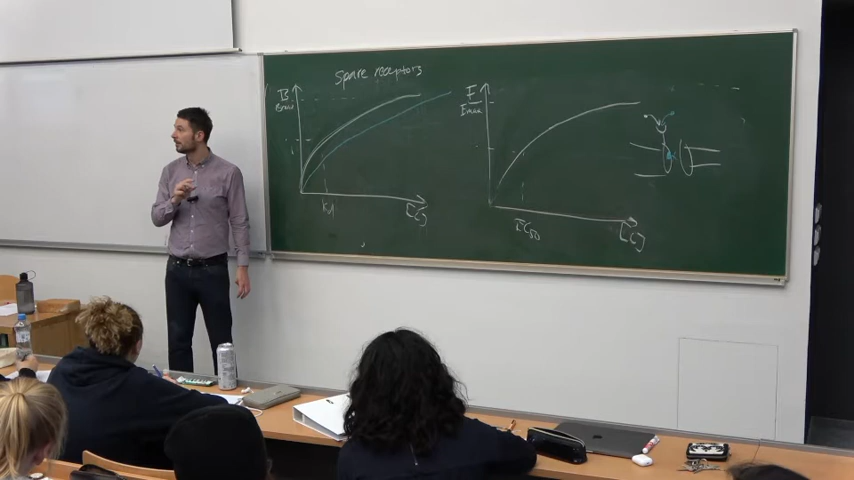 spare receptors
B
Bmax
Kd
[C]
E
Emax
EC50
[C]